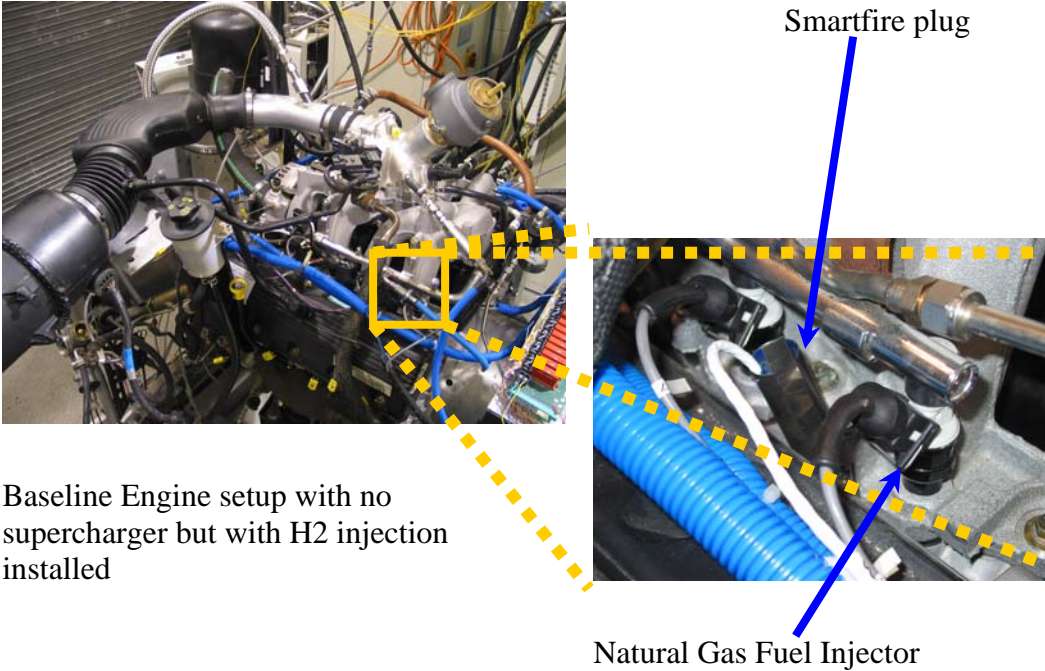 Smartfire plug
Baseline Engine setup with no
supercharger but with H2 injection
installed
Natural Gas Fuel Injector